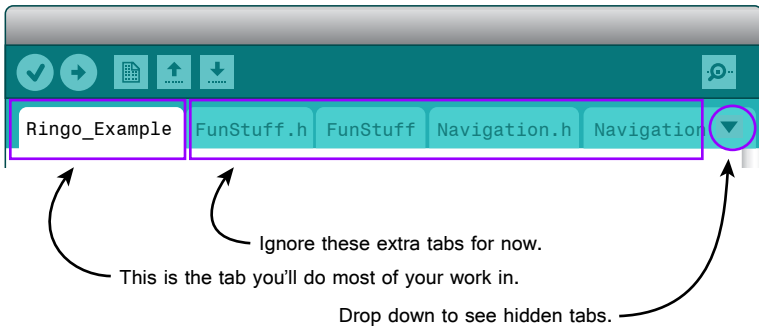 Ringo_Example FunStuff.h FunStuff Navigation.h Navigation
Ignore these extra tabs for now.
This is the tab you'll do most of your work in.
Drop down to see hidden tabs.